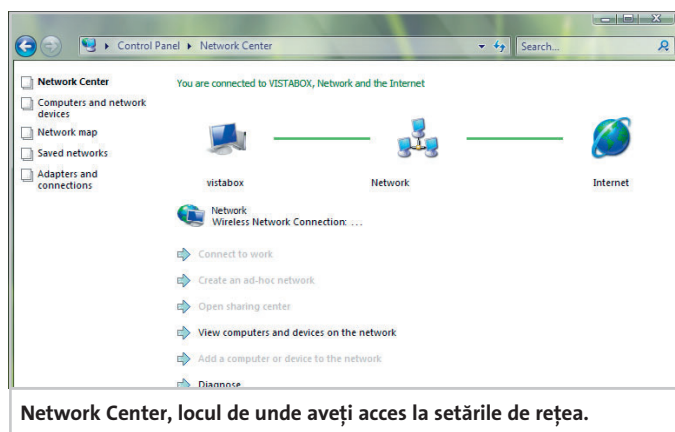 Control Panel ▸ Network Center
Search...
Network Center
Computers and network
devices
Network map
Saved networks
Adapters and
connections
You are connected to VISTABOX, Network and the Internet
vistabox
Network
Internet
Network
Wireless Network Connection: ...
Connect to work
Create an ad-hoc network
Open sharing center
View computers and devices on the network
Add a computer or device to the network
Diagnose
Network Center, locul de unde aveți acces la setările de rețea.